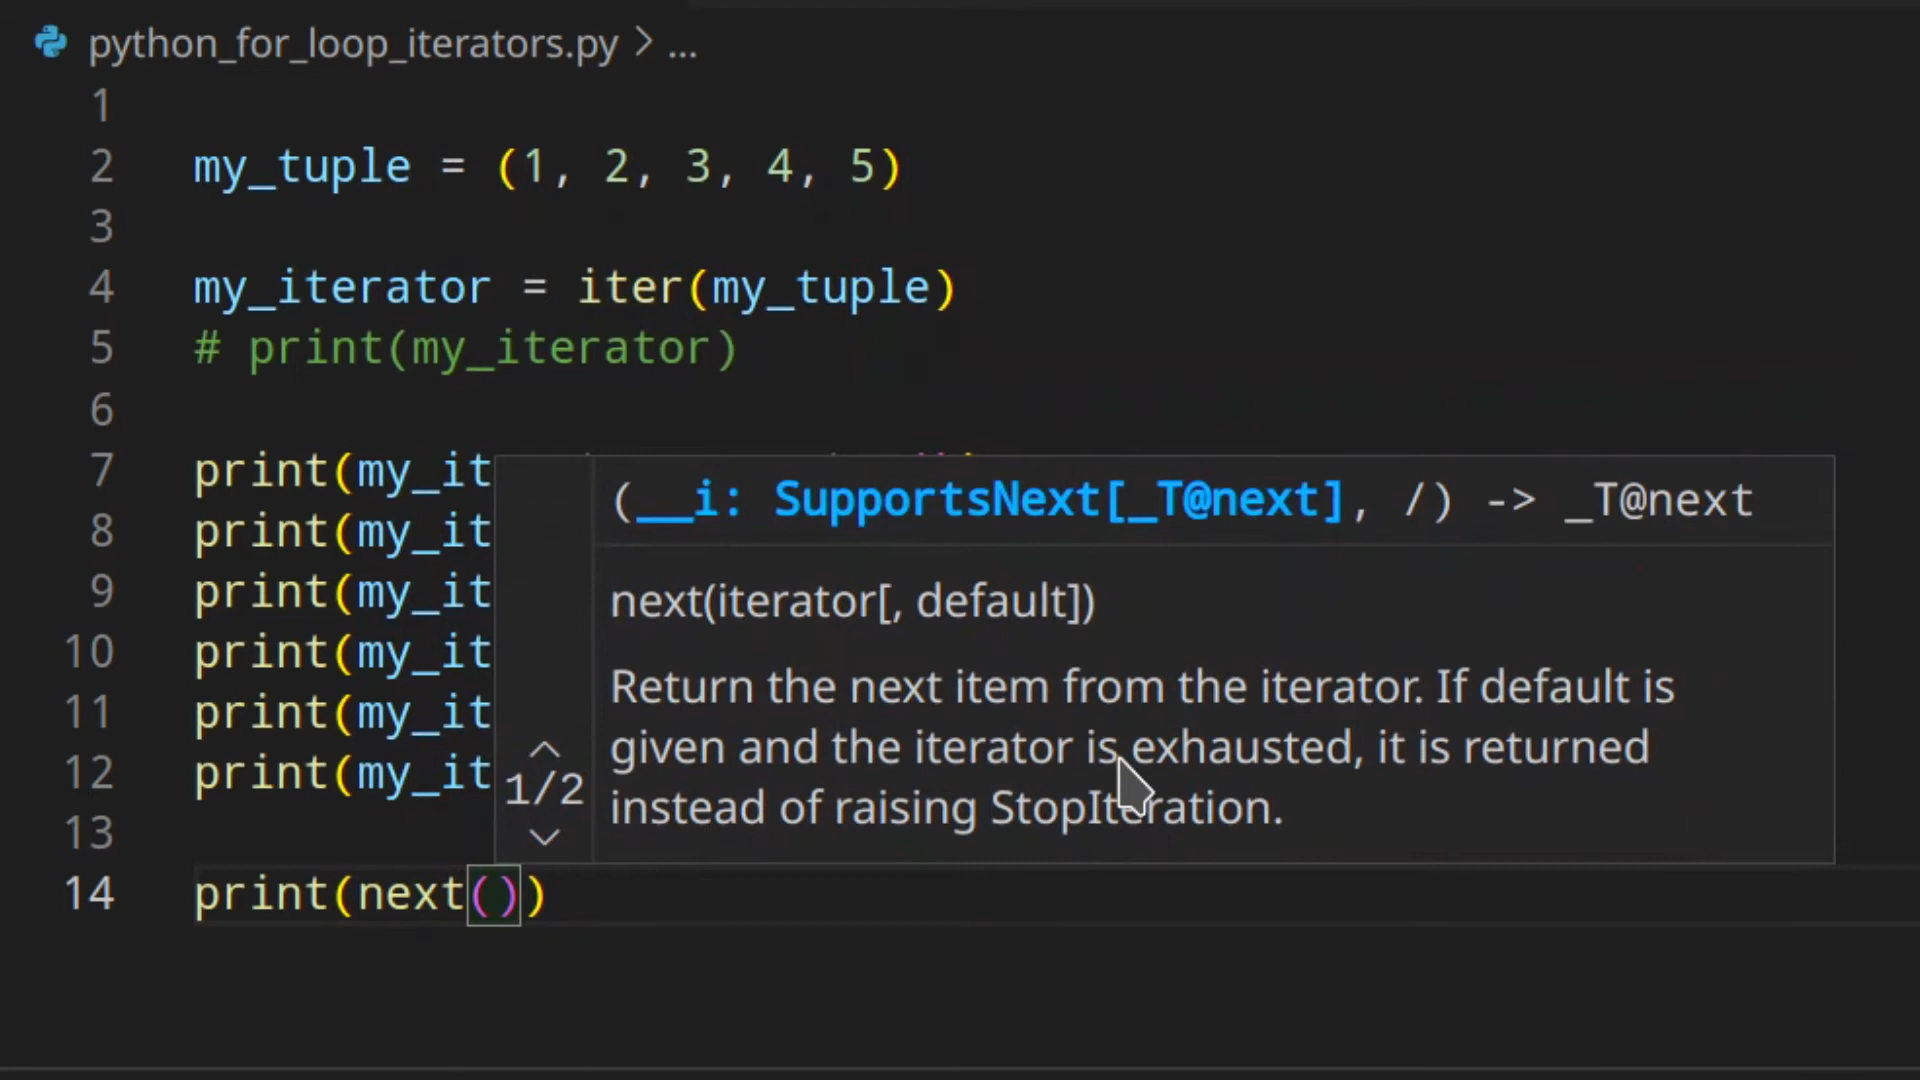 python_for_loop_iterators.py > ...
1
2 my_tuple = (1, 2, 3, 4, 5)
3
4 my_iterator = iter(my_tuple)
5 # print(my_iterator)
6
7 print(my_it
8 print(my_it
9 print(my_it
10 print(my_it
11 print(my_it
12 print(my_it
13
14 print(next())
(__i: SupportsNext[_T@next], /) -> _T@next
next(iterator[, default])
Return the next item from the iterator. If default is
given and the iterator is exhausted, it is returned
instead of raising StopIteration.
1/2